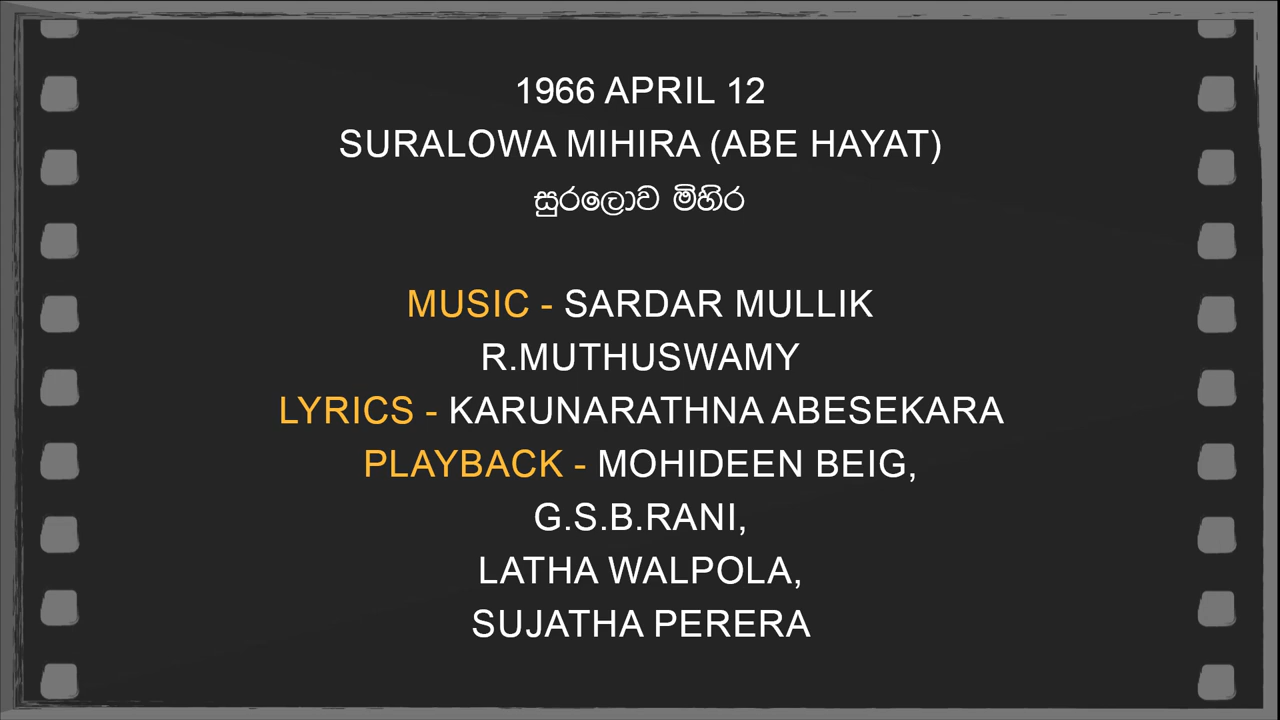 1966 APRIL 12
SURALOWA MIHIRA (ABE HAYAT)
සුරලොව මිහිර
MUSIC - SARDAR MULLIK
R.MUTHUSWAMY
LYRICS - KARUNARATHNA ABESEKARA
PLAYBACK - MOHIDEEN BEIG,
G.S.B.RANI,
LATHA WALPOLA,
SUJATHA PERERA